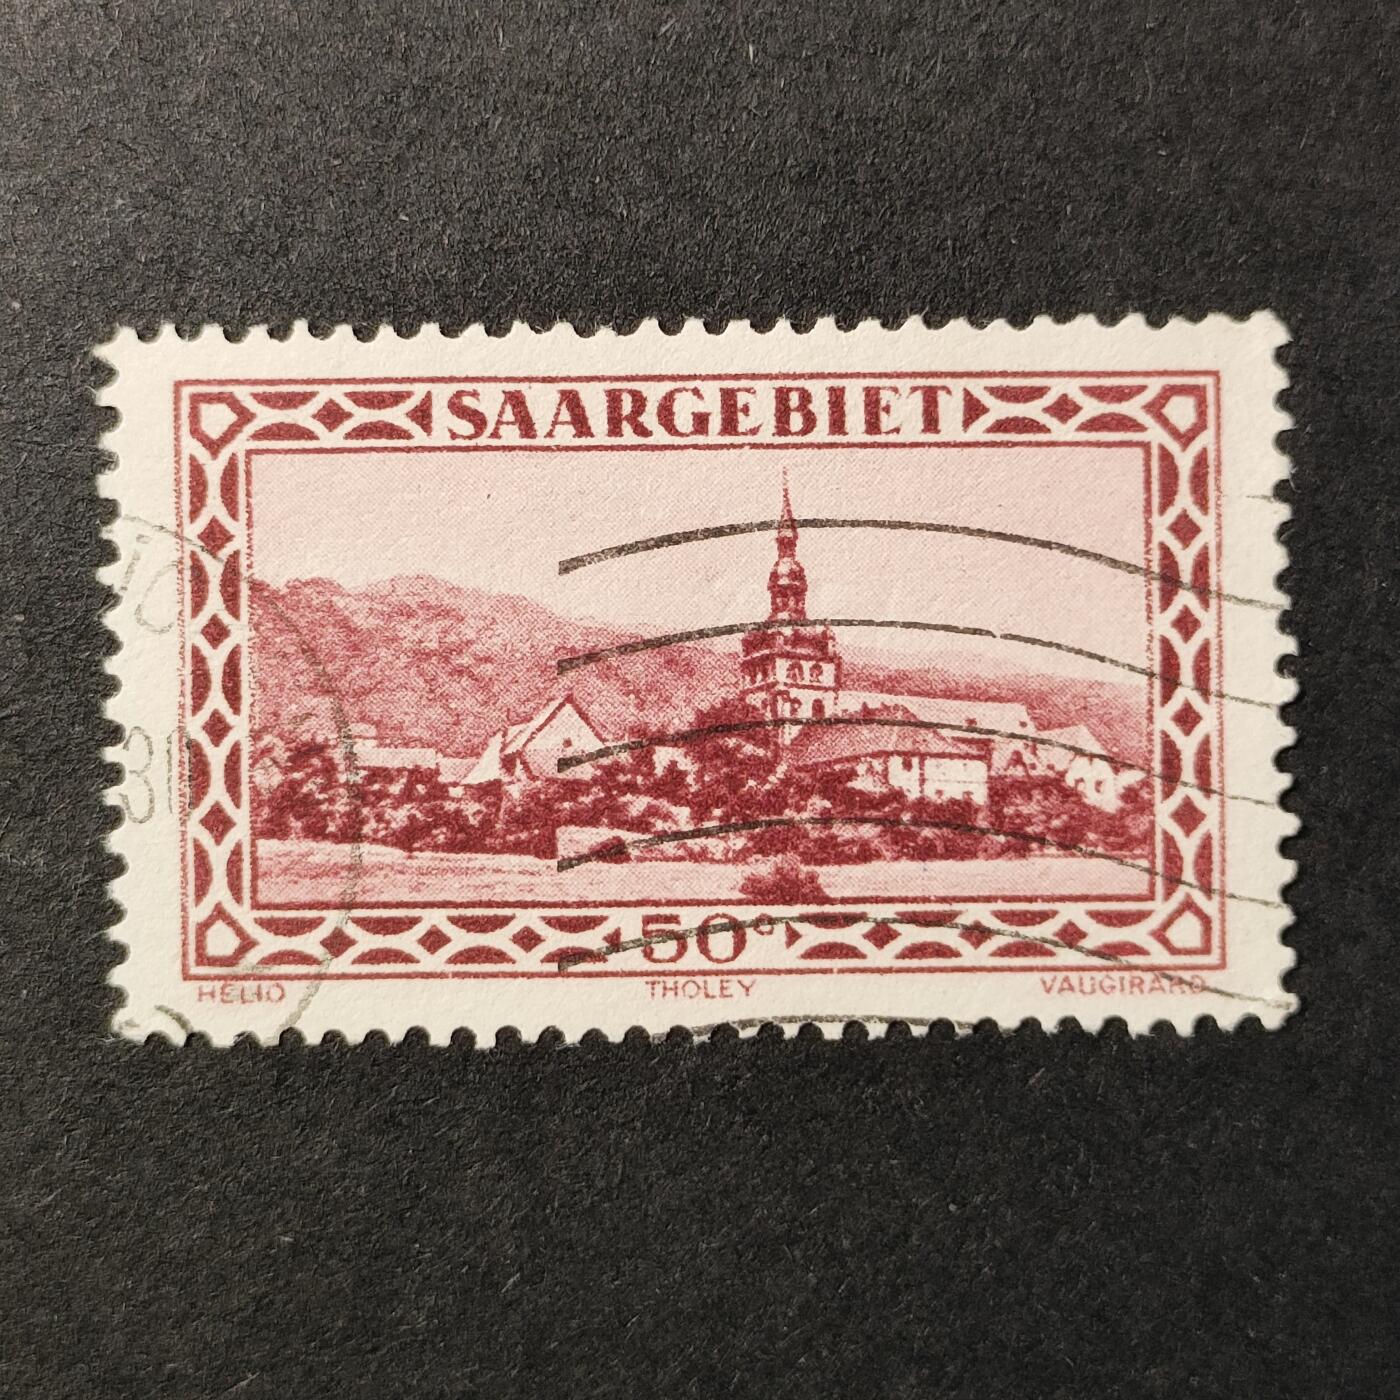 SAARGEBIET
50c
HELIO THOLEY VAUGIRARD